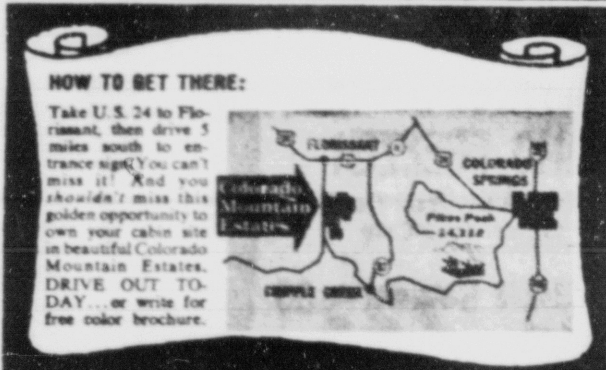 HOW TO GET THERE:
Take U.S. 24 to Flo-
rissant, then drive 5
miles south to en-
trance sign. You can't
miss it! And you
shouldn't miss this
golden opportunity to
own your cabin site
in beautiful Colorado
Mountain Estates.
DRIVE OUT TO-
DAY...or write for
free color brochure.
FLORISSANT
COLORADO
SPRINGS
Colorado
Mountain
Estates
Pikes Peak
14,110
CRIPPLE CREEK